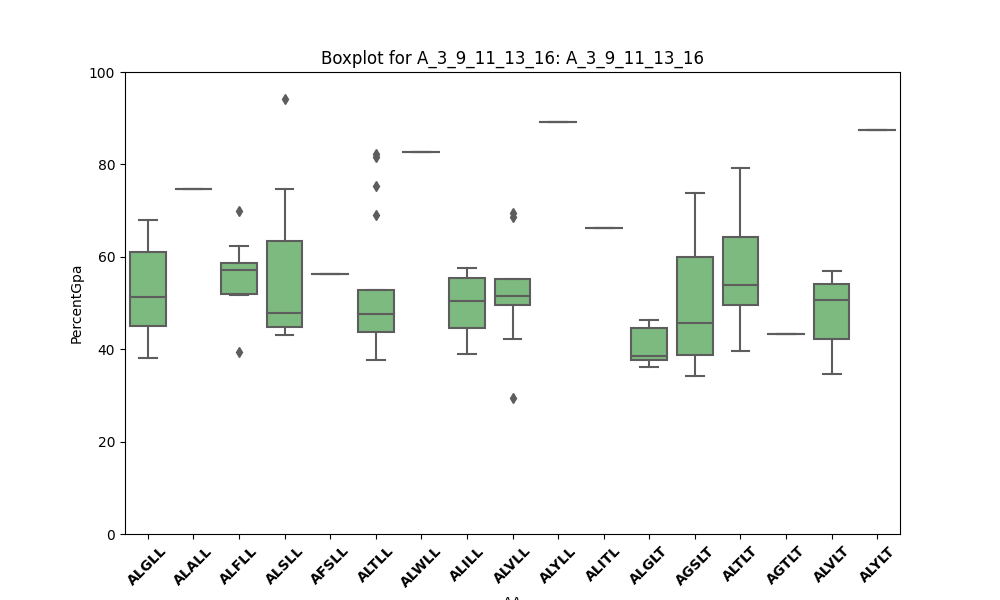 Boxplot for A_3_9_11_13_16: A_3_9_11_13_16
PercentGpa
100
80
60
40
20
0
ALGLL
ALALL
ALFLL
ALSLL
AFSLL
ALTLL
ALWLL
ALILL
ALVLL
ALYLL
ALITL
ALGLT
AGSLT
ALTLT
AGTLT
ALVLT
ALYLT
AA